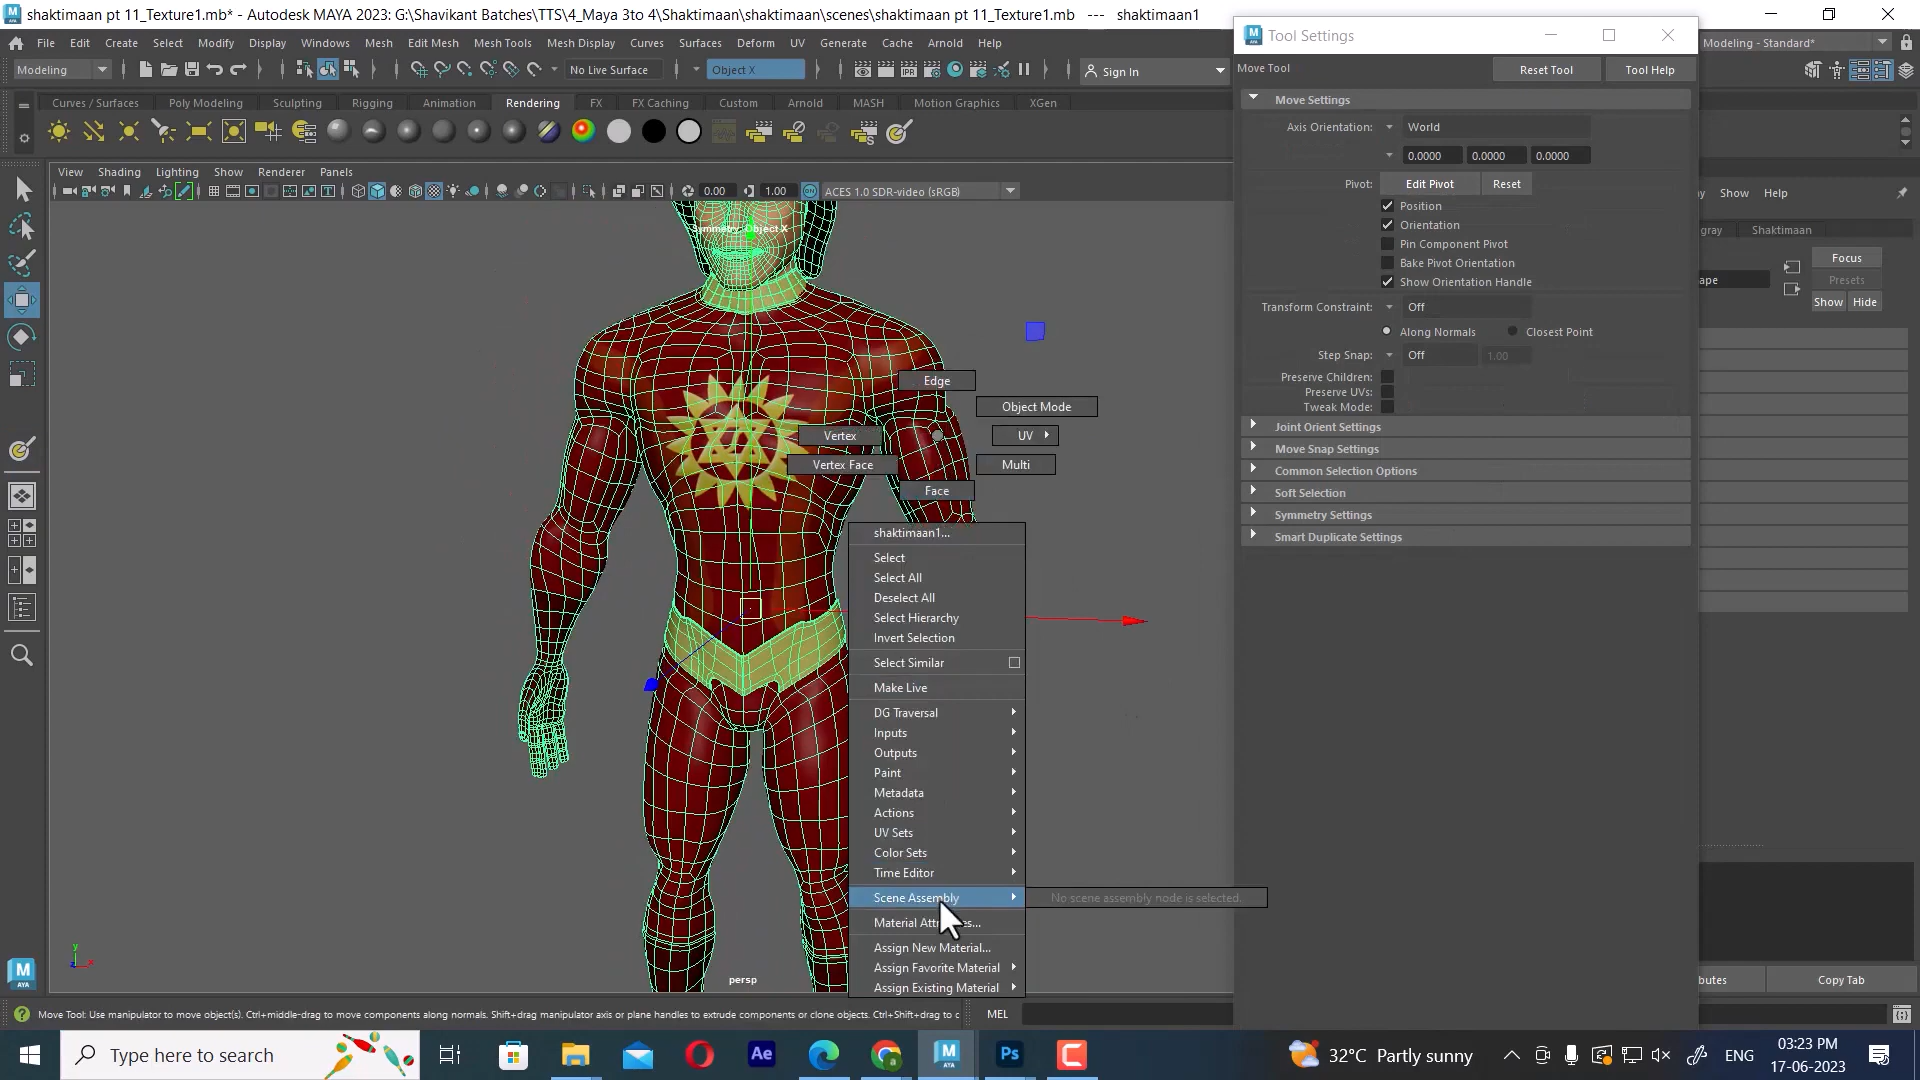 shaktimaan pt 11_Texture1.mb* - Autodesk MAYA 2023: G:\Shavikant Batches\TTS\4_Maya 3to 4\Shaktimaan\shaktimaan\scenes\shaktimaan pt 11_Texture1.mb --- shaktimaan1
File Edit Create Select Modify Display Windows Mesh Edit Mesh Mesh Tools Mesh Display Curves Surfaces Deform UV Generate Cache Arnold Help
Modeling No Live Surface Object X Sign In
Curves / Surfaces Poly Modeling Sculpting Rigging Animation Rendering FX FX Caching Custom Arnold MASH Motion Graphics XGen
View Shading Lighting Show Renderer Panels
0.00 1.00 ACES 1.0 SDR-video (sRGB)
Symmetry: Object X
Edge
Object Mode
Vertex UV
Vertex Face Multi
Face
shaktimaan1...
Select
Select All
Deselect All
Select Hierarchy
Invert Selection
Select Similar
Make Live
DG Traversal
Inputs
Outputs
Paint
Metadata
Actions
UV Sets
Color Sets
Time Editor
Scene Assembly No scene assembly node is selected.
Assign New Material...
Assign Favorite Material
Assign Existing Material
persp
y
x
z
Tool Settings
Move Tool Reset Tool Tool Help
Move Settings
Axis Orientation: World
0.0000 0.0000 0.0000
Pivot: Edit Pivot Reset
Position
Orientation
Pin Component Pivot
Bake Pivot Orientation
Show Orientation Handle
Transform Constraint: Off
Along Normals Closest Point
Step Snap: Off 1.00
Preserve Children:
Preserve UVs:
Tweak Mode:
Joint Orient Settings
Move Snap Settings
Common Selection Options
Soft Selection
Symmetry Settings
Smart Duplicate Settings
Modeling - Standard*
Show Help
Shaktimaan
Focus
Presets
Show Hide
Copy Tab
Move Tool: Use manipulator to move object(s). Ctrl+middle-drag to move components along normals. Shift+drag manipulator axis or plane handles to extrude components or clone objects. Ctrl+Shift+drag to c
MEL
Type here to search
32°C Partly sunny
ENG
03:23 PM
17-06-2023